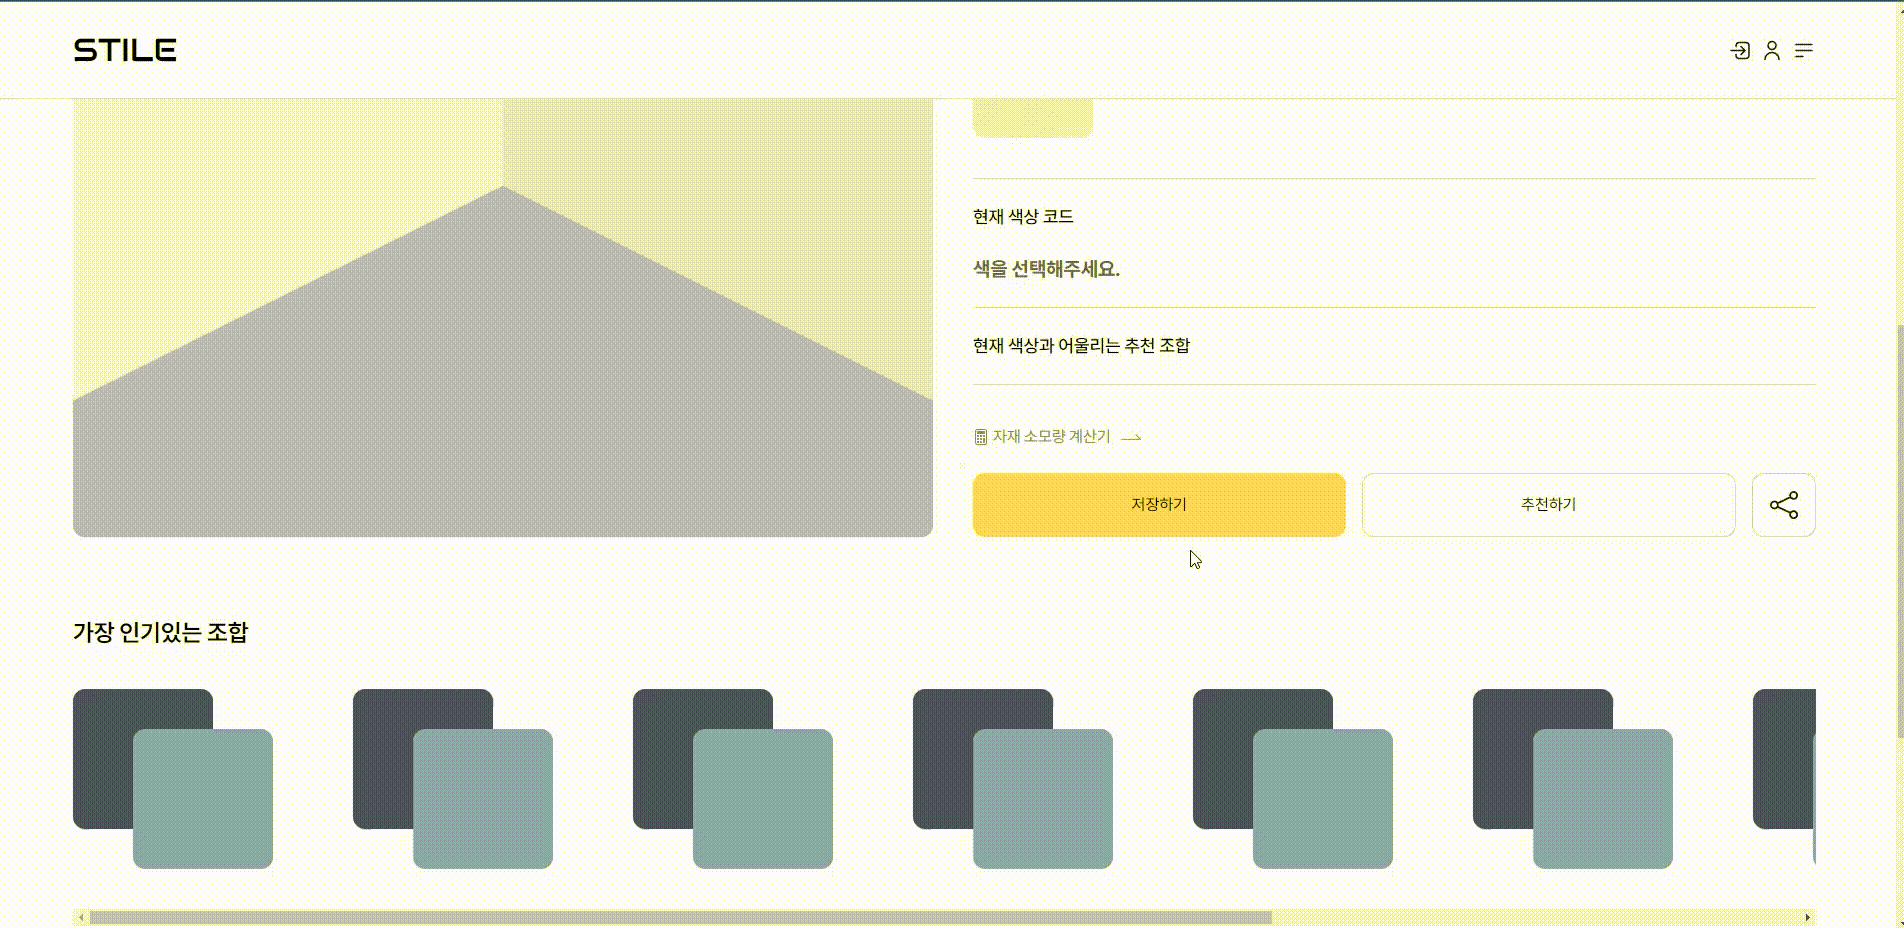 STILE
현재 색상 코드
색을 선택해주세요.
현재 색상과 어울리는 추천 조합
자재 소모량 계산기
저장하기
추천하기
가장 인기있는 조합